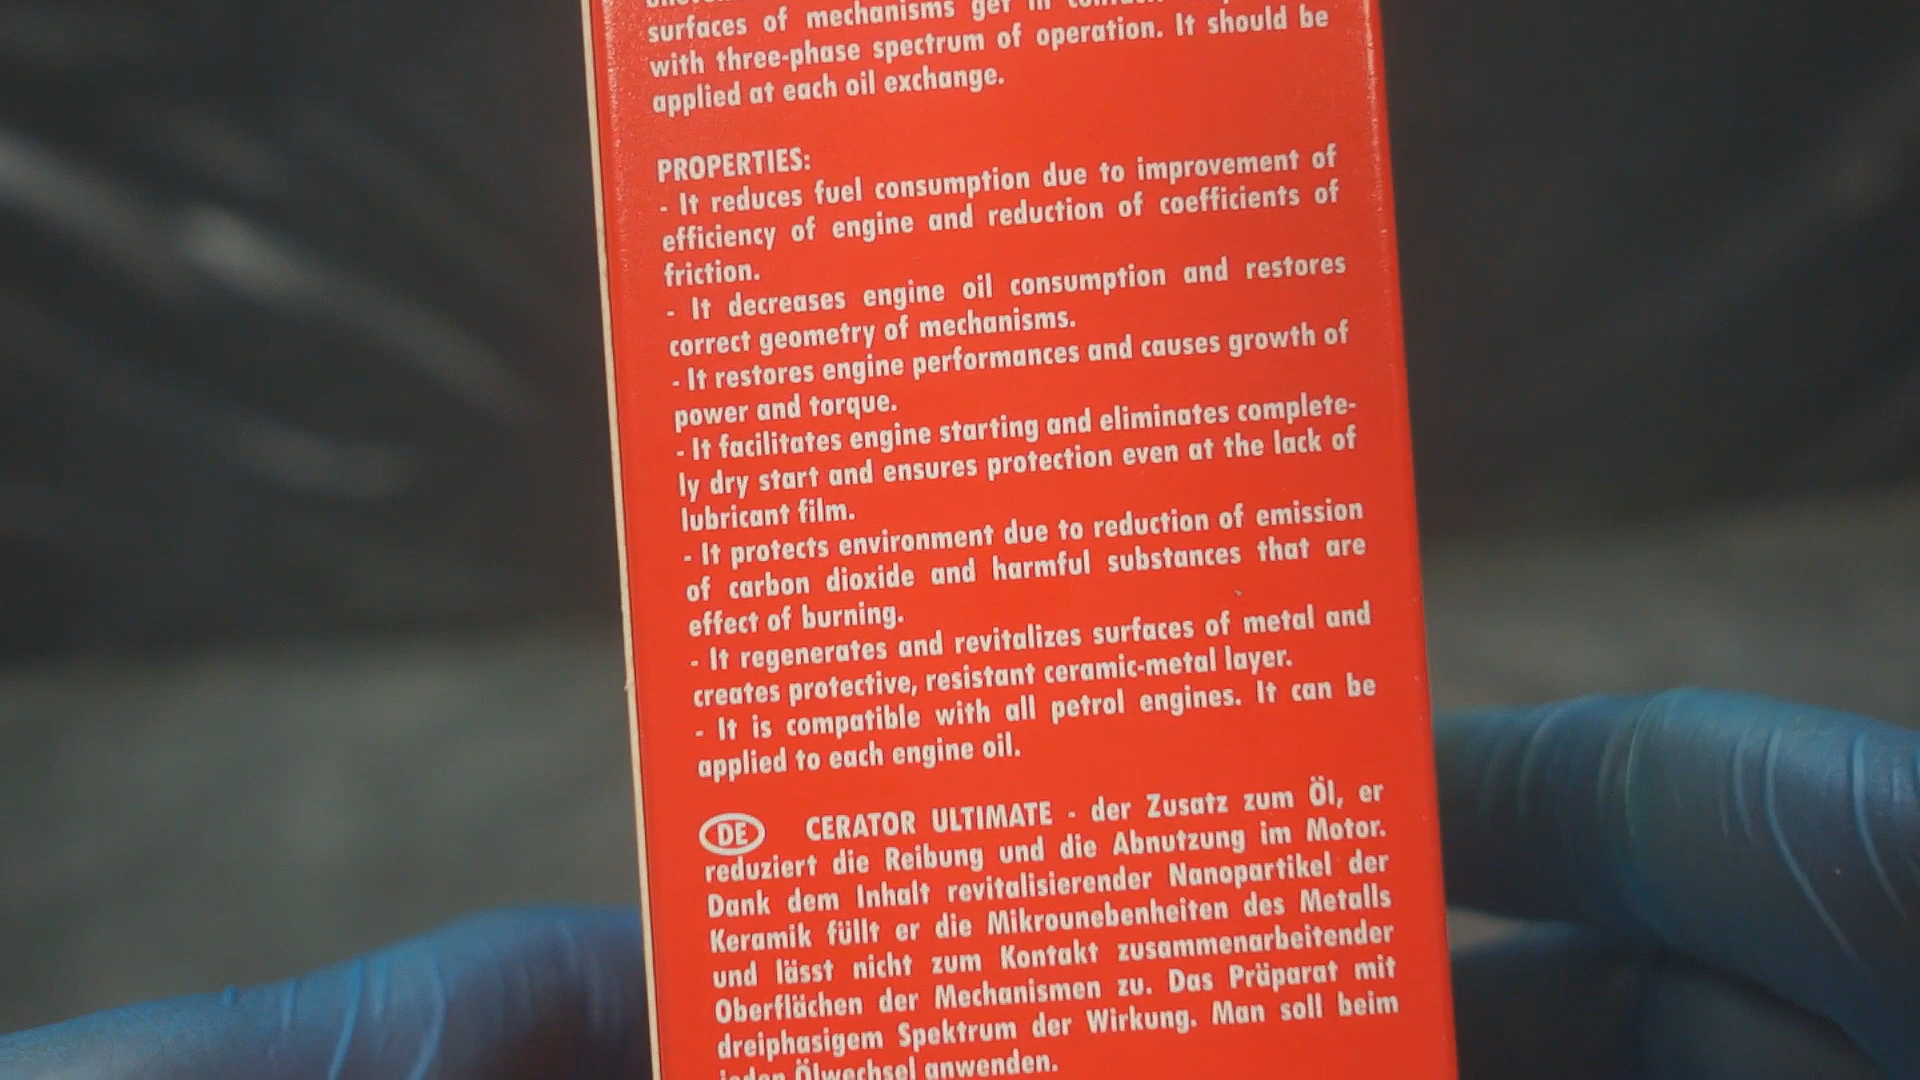 surfaces of mechanisms get in
with three-phase spectrum of operation. It should be
applied at each oil exchange.
PROPERTIES:
- It reduces fuel consumption due to improvement of
efficiency of engine and reduction of coefficients of
friction.
- It decreases engine oil consumption and restores
correct geometry of mechanisms.
- It restores engine performances and causes growth of
power and torque.
- It facilitates engine starting and eliminates complete-
ly dry start and ensures protection even at the lack of
lubricant film.
- It protects environment due to reduction of emission
of carbon dioxide and harmful substances that are
effect of burning.
- It regenerates and revitalizes surfaces of metal and
creates protective, resistant ceramic-metal layer.
- It is compatible with all petrol engines. It can be
applied to each engine oil.
DE CERATOR ULTIMATE - der Zusatz zum Öl, er
reduziert die Reibung und die Abnutzung im Motor.
Dank dem Inhalt revitalisierender Nanopartikel der
Keramik füllt er die Mikrounebenheiten des Metalls
und lässt nicht zum Kontakt zusammenarbeitender
Oberflächen der Mechanismen zu. Das Präparat mit
dreiphasigem Spektrum der Wirkung. Man soll beim
jeden Ölwechsel anwenden.